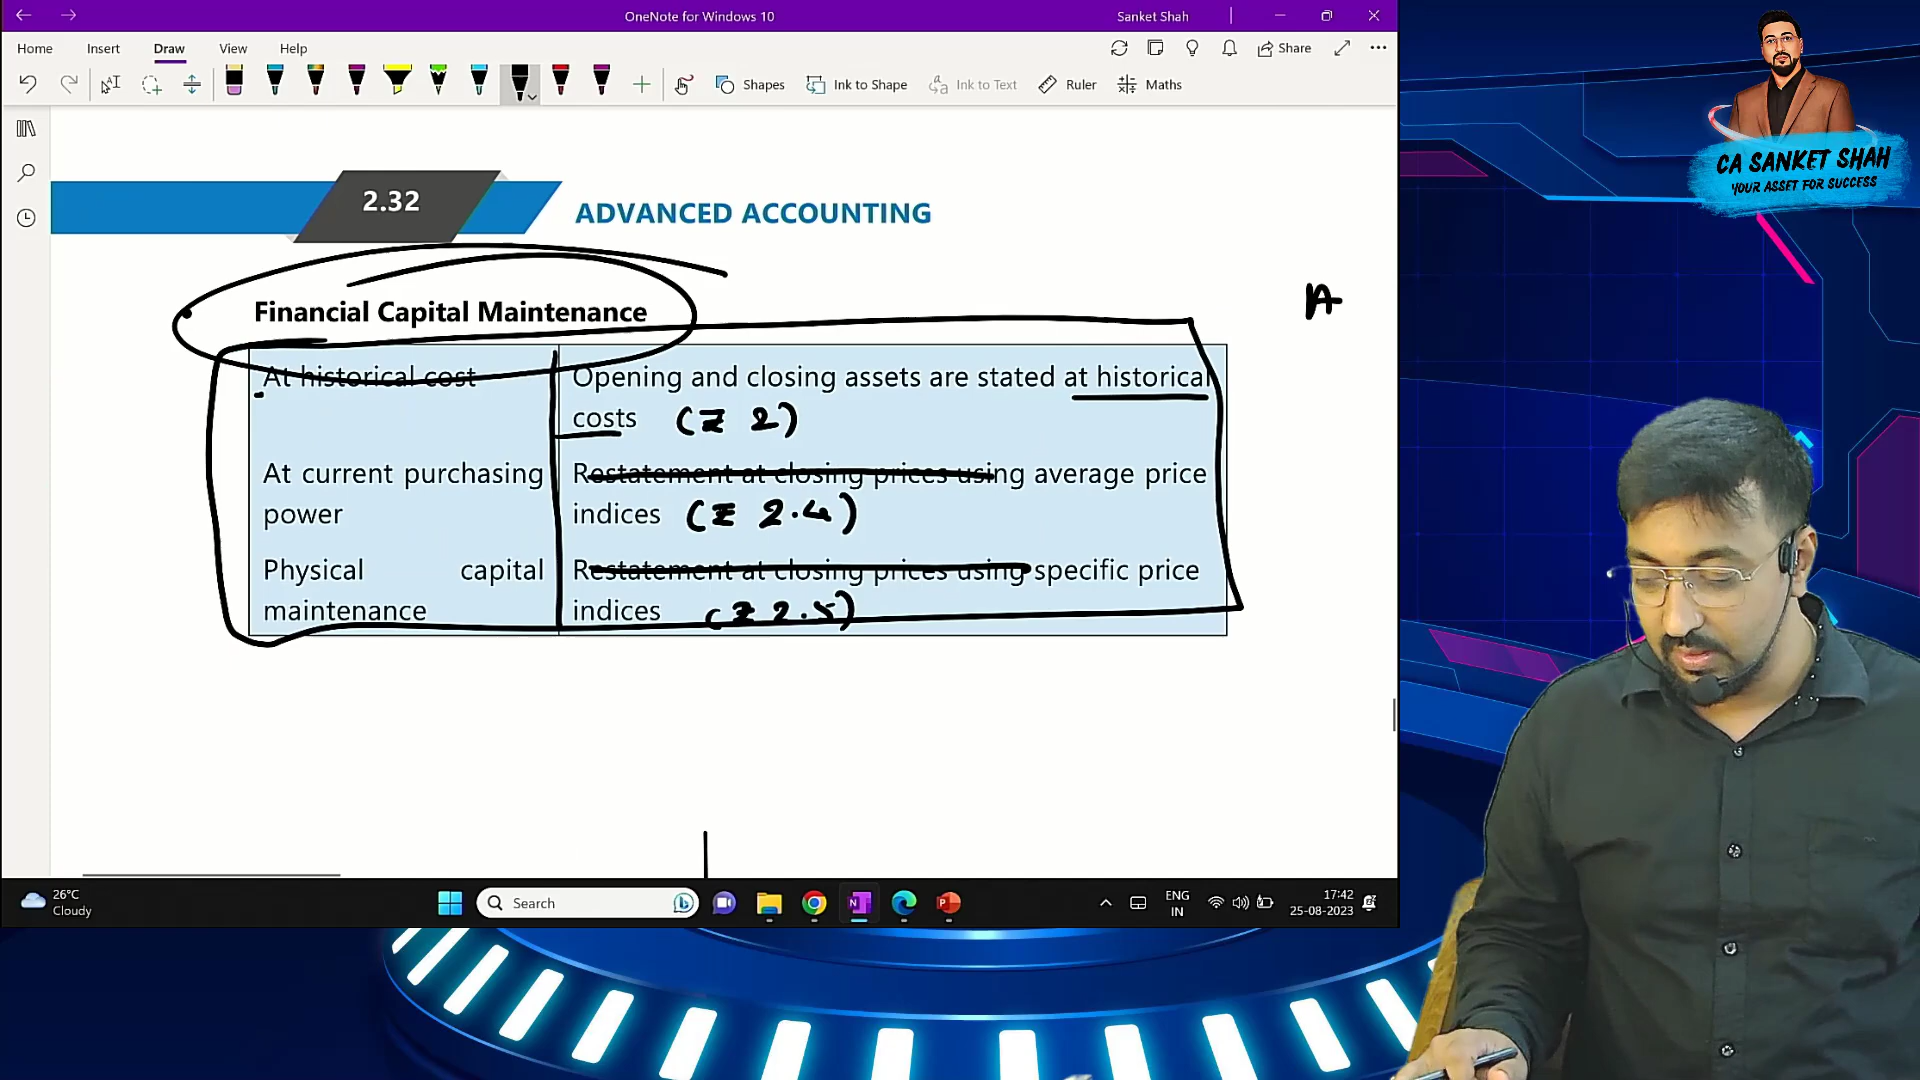 OneNote for Windows 10
Sanket Shah
Home Insert Draw View Help
Share
Shapes Ink to Shape Ink to Text Ruler Maths
CA SANKET SHAH
YOUR ASSET FOR SUCCESS
2.32 ADVANCED ACCOUNTING
Financial Capital Maintenance
At historical cost
Opening and closing assets are stated at historical
costs (₹ 2)
At current purchasing
power
Restatement at closing prices using average price
indices (₹ 2.4)
Physical capital
maintenance
Restatement at closing prices using specific price
indices (₹ 2.5)
26°C
Cloudy
Search
ENG
IN
17:42
25-08-2023